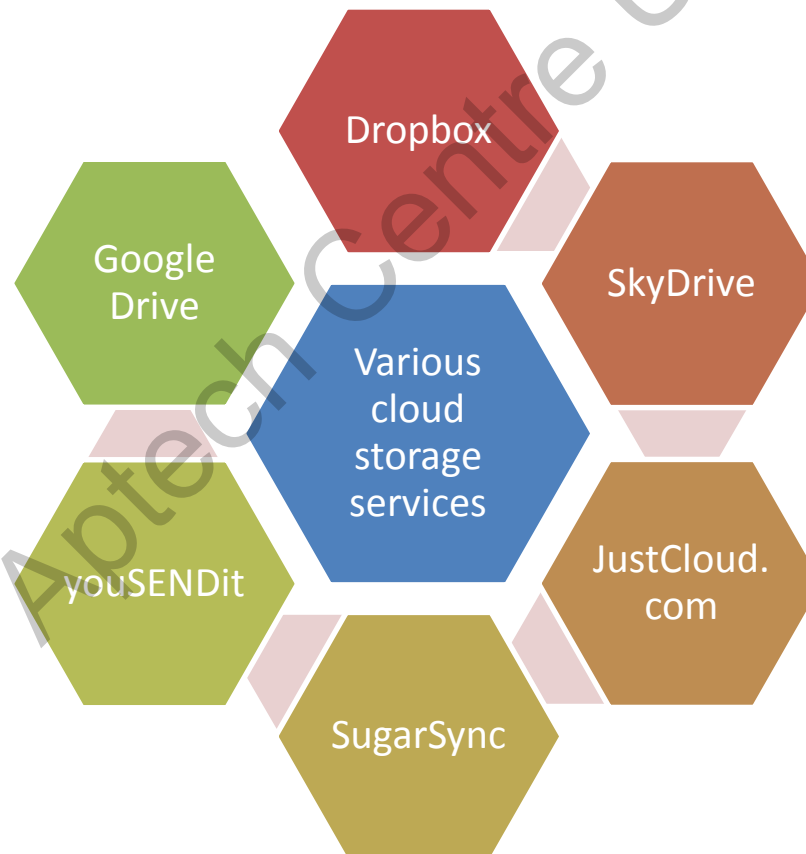 Dropbox
SkyDrive
JustCloud.
com
SugarSync
youSENDit
Google
Drive
Various
cloud
storage
services
Aptech Centre